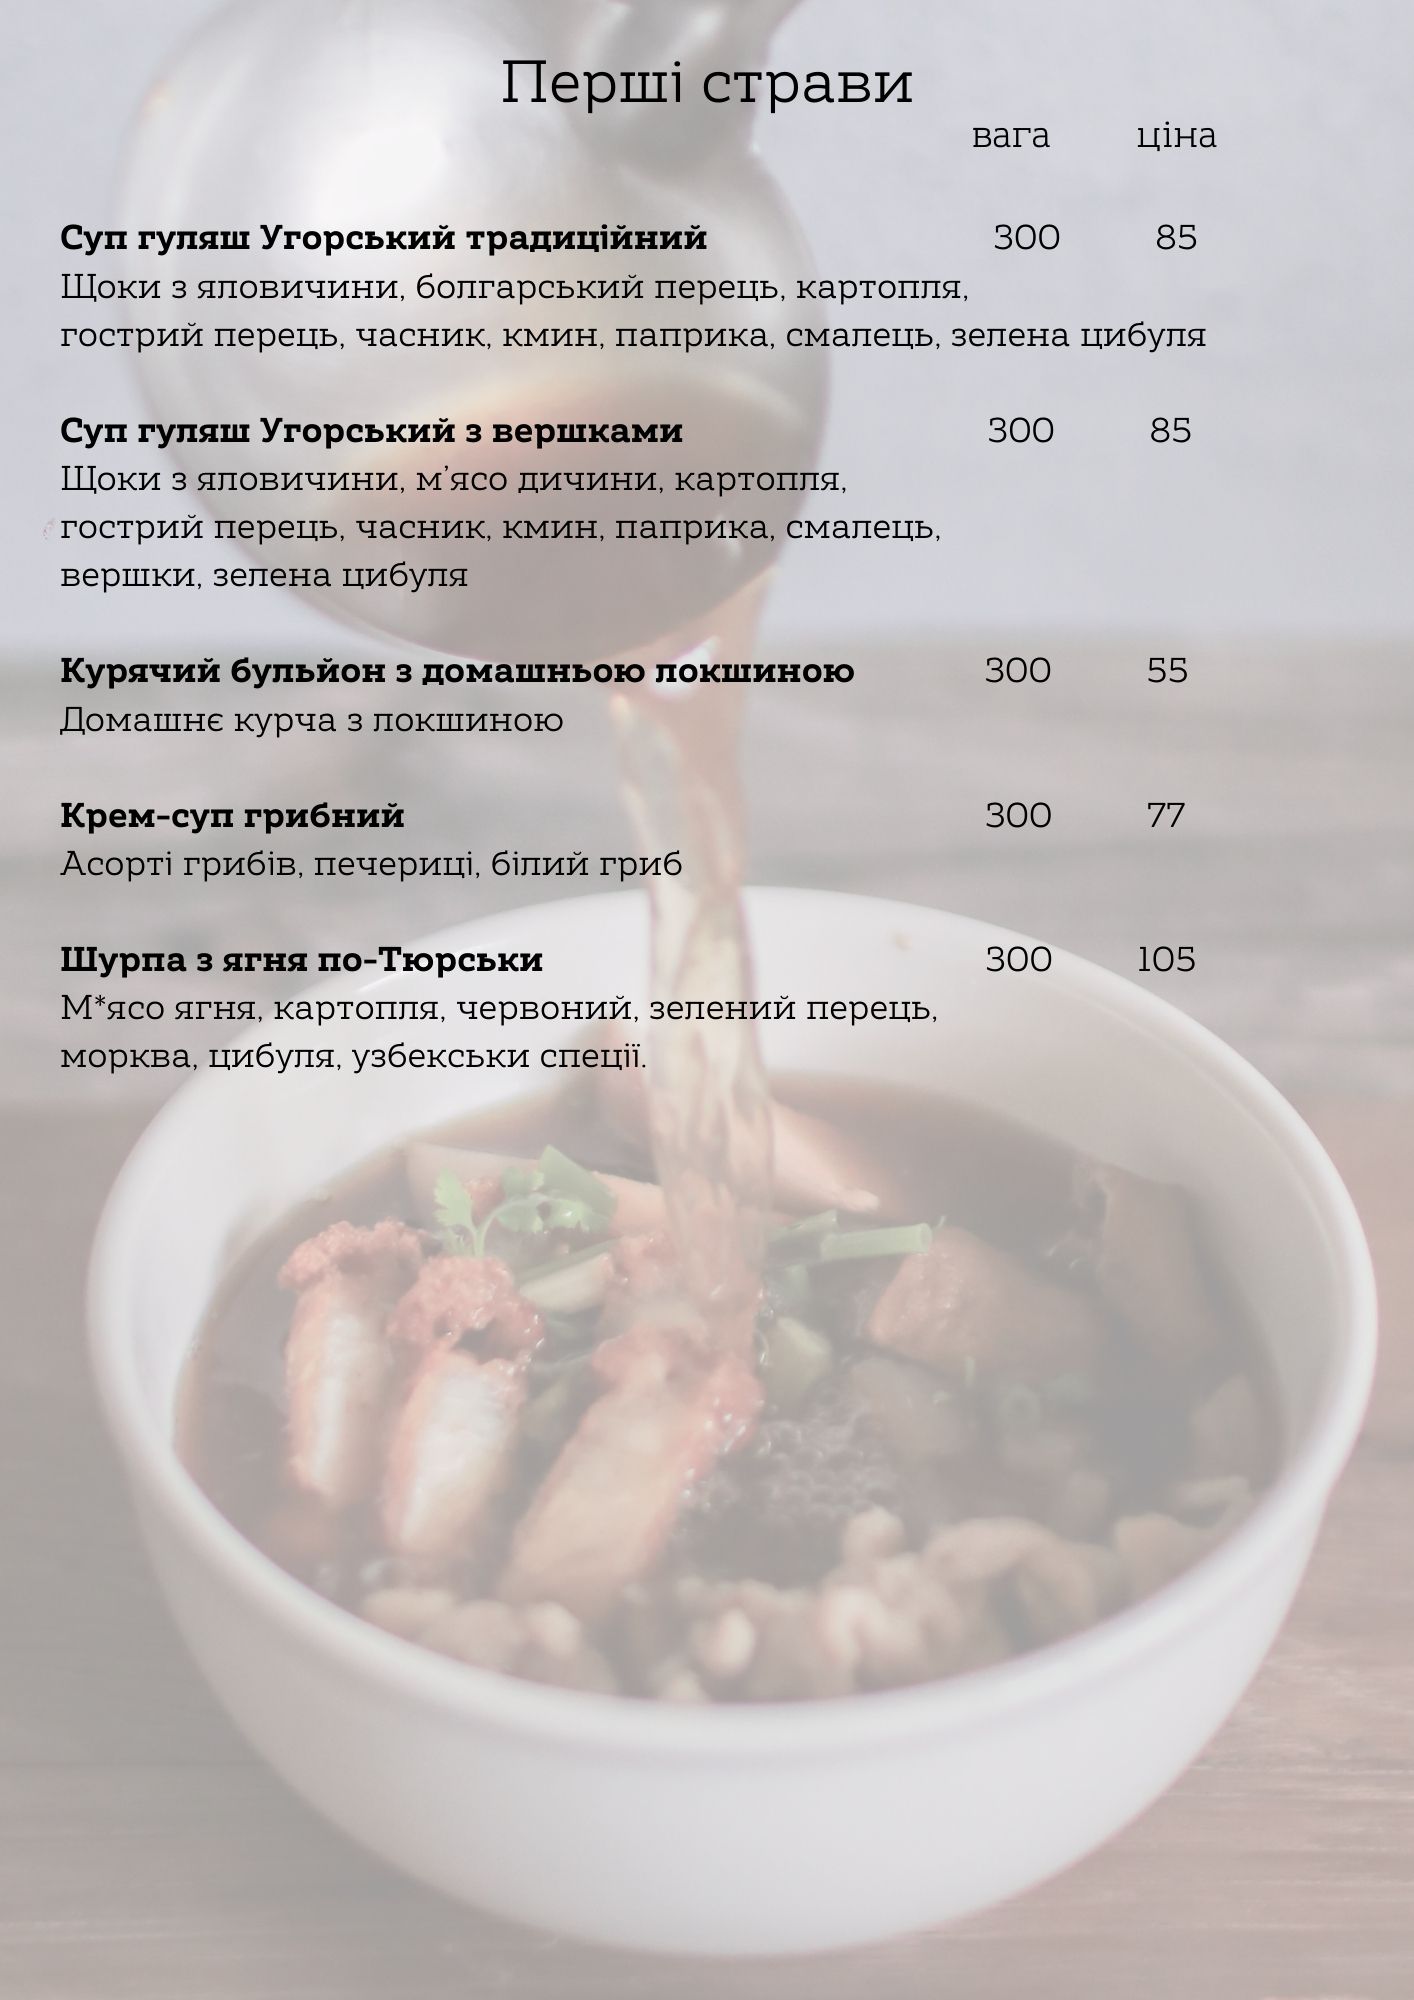 Перші страви
вага ціна
Суп гуляш Угорський традиційний 300 85
Щоки з яловичини, болгарський перець, картопля,
гострий перець, часник, кмин, паприка, смалець, зелена цибуля
Суп гуляш Угорський з вершками 300 85
Щоки з яловичини, м’ясо дичини, картопля,
гострий перець, часник, кмин, паприка, смалець,
вершки, зелена цибуля
Курячий бульйон з домашньою локшиною 300 55
Домашнє курча з локшиною
Крем-суп грибний 300 77
Асорті грибів, печериці, білий гриб
Шурпа з ягня по-Тюрськи 300 105
М*ясо ягня, картопля, червоний, зелений перець,
морква, цибуля, узбекськи спеції.